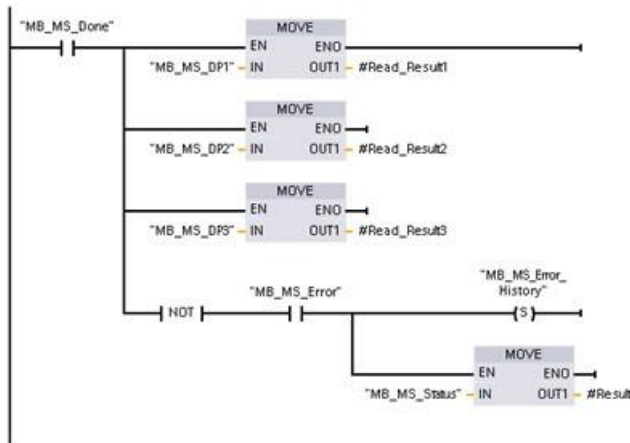 "MB_MS_Done"
MOVE
EN ENO
"MB_MS_DP1" IN OUT1 #Read_Result1
MOVE
EN ENO
"MB_MS_DP2" IN OUT1 #Read_Result2
MOVE
EN ENO
"MB_MS_DP3" IN OUT1 #Read_Result3
NOT
"MB_MS_Error"
"MB_MS_Error_
History"
S
MOVE
EN ENO
"MB_MS_Status" IN OUT1 #Result